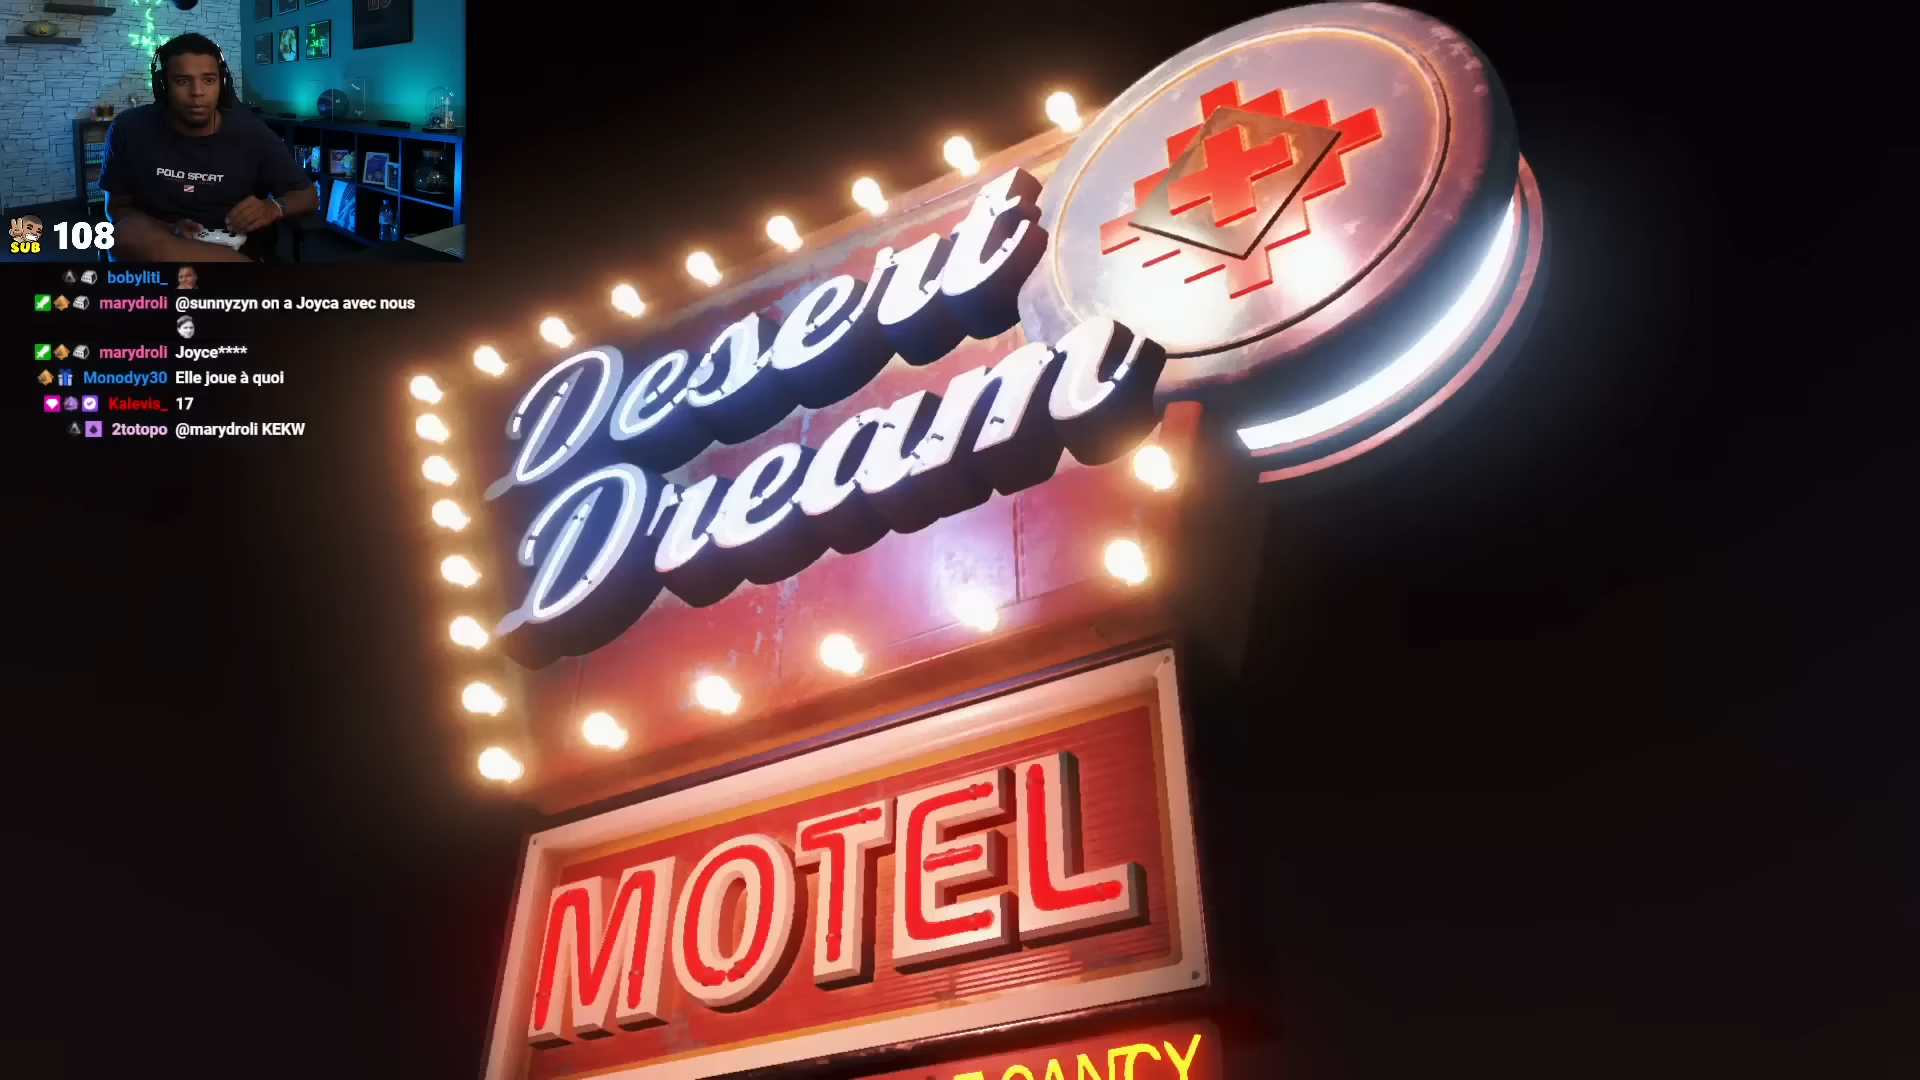 POLO SPORT
SUB 108
bobyliti_
marydroli @sunnyzyn on a Joyca avec nous
marydroli Joyce****
Monodyy30 Elle joue à quoi
Kalevis_ 17
2totopo @marydroli KEKW
Desert
Dream
MOTEL